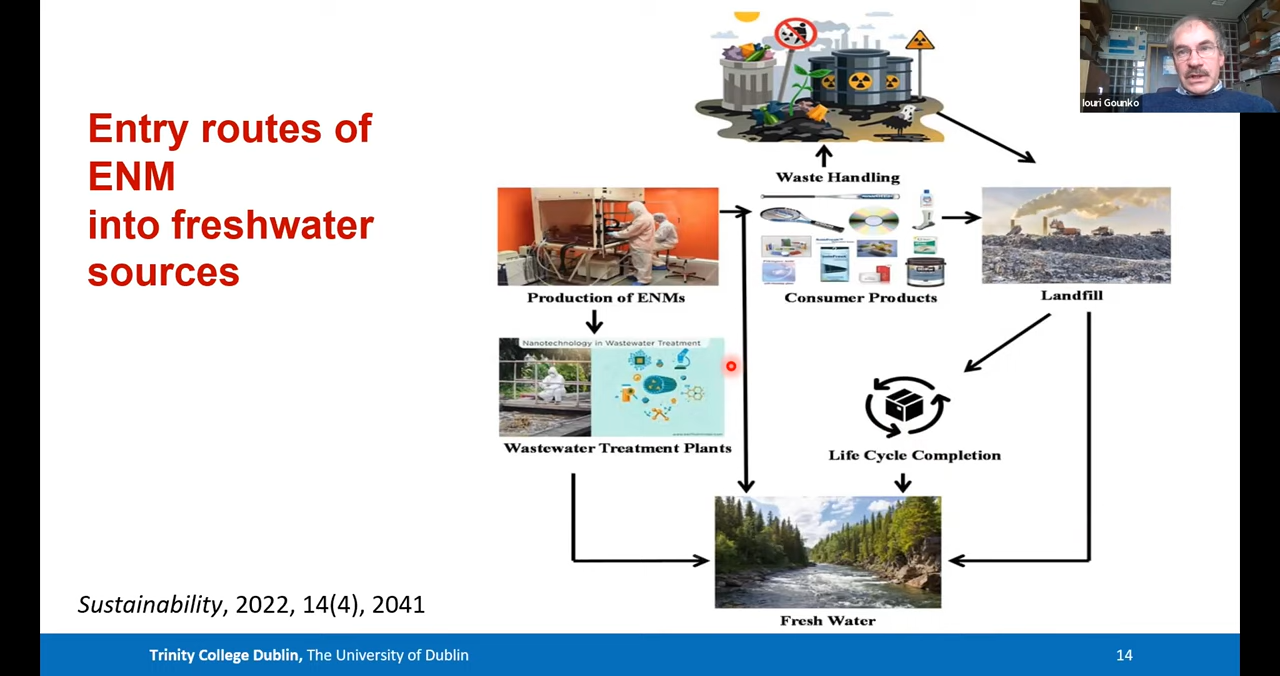 Entry routes of
ENM
into freshwater
sources
Iouri Gounko
Waste Handling
Production of ENMs
Consumer Products
Landfill
Nanotechnology in Wastewater Treatment
Wastewater Treatment Plants
Life Cycle Completion
Fresh Water
Sustainability, 2022, 14(4), 2041
Trinity College Dublin, The University of Dublin
14